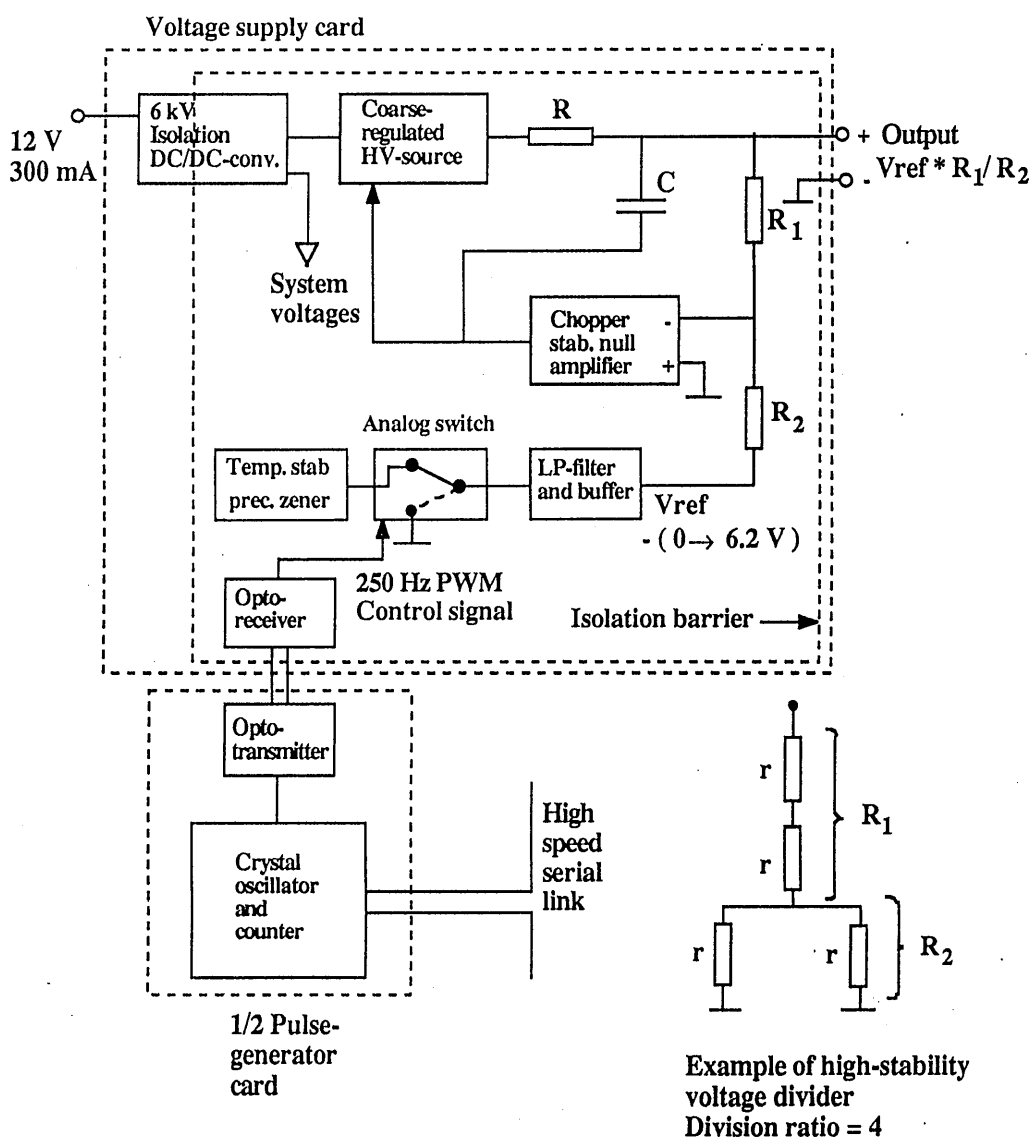 Voltage supply card
12 V
300 mA
6 kV
Isolation
DC/DC-conv.
Coarse-
regulated
HV-source
R
+ Output
- Vref * R1/ R2
C
R1
System
voltages
Chopper
stab. null
amplifier
-
+
R2
Analog switch
Temp. stab
prec. zener
LP-filter
and buffer
Vref
- ( 0→ 6.2 V )
250 Hz PWM
Control signal
Opto-
receiver
Isolation barrier
Opto-
transmitter
Crystal
oscillator
and
counter
High
speed
serial
link
r
r
R1
r
r
R2
1/2 Pulse-
generator
card
Example of high-stability
voltage divider
Division ratio = 4